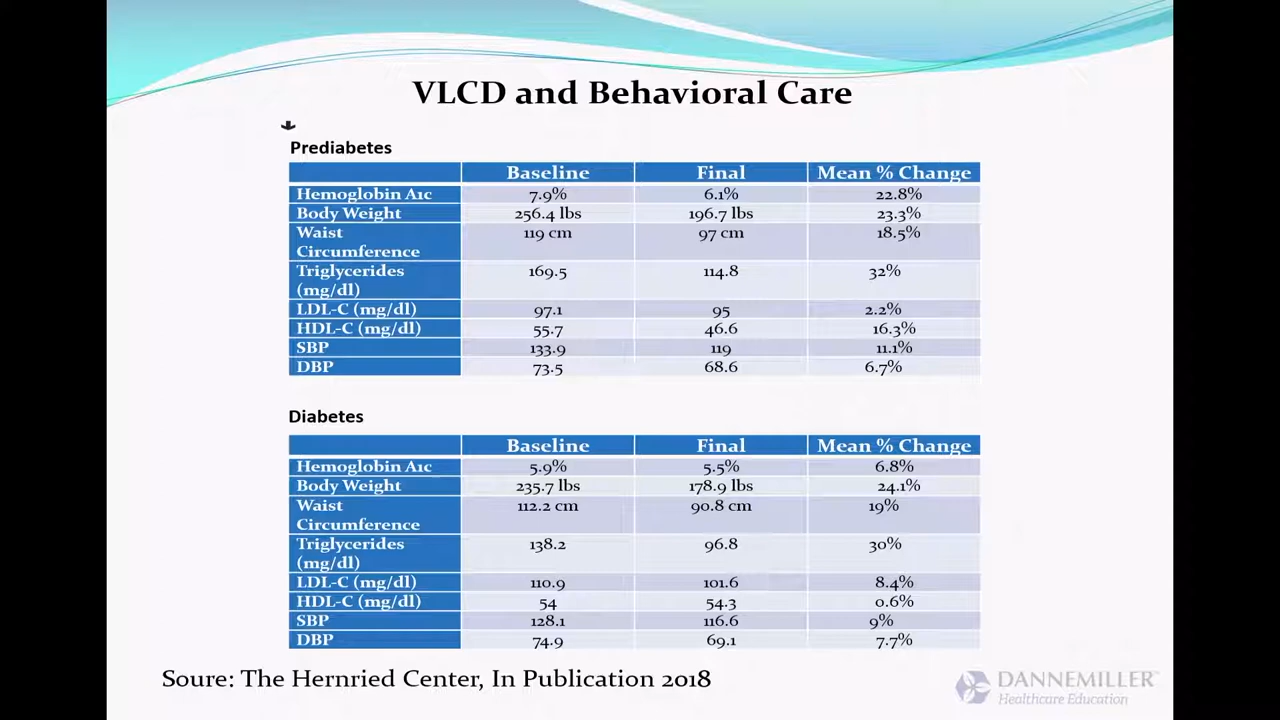 VLCD and Behavioral Care
Prediabetes
Baseline Final Mean % Change
Hemoglobin A1c 7.9% 6.1% 22.8%
Body Weight 256.4 lbs 196.7 lbs 23.3%
Waist 119 cm 97 cm 18.5%
Circumference
Triglycerides 169.5 114.8 32%
(mg/dl)
LDL-C (mg/dl) 97.1 95 2.2%
HDL-C (mg/dl) 55.7 46.6 16.3%
SBP 133.9 119 11.1%
DBP 73.5 68.6 6.7%
Diabetes
Baseline Final Mean % Change
Hemoglobin A1c 5.9% 5.5% 6.8%
Body Weight 235.7 lbs 178.9 lbs 24.1%
Waist 112.2 cm 90.8 cm 19%
Circumference
Triglycerides 138.2 96.8 30%
(mg/dl)
LDL-C (mg/dl) 110.9 101.6 8.4%
HDL-C (mg/dl) 54 54.3 0.6%
SBP 128.1 116.6 9%
DBP 74.9 69.1 7.7%
Soure: The Hernried Center, In Publication 2018
DANNEMILLER
Healthcare Education